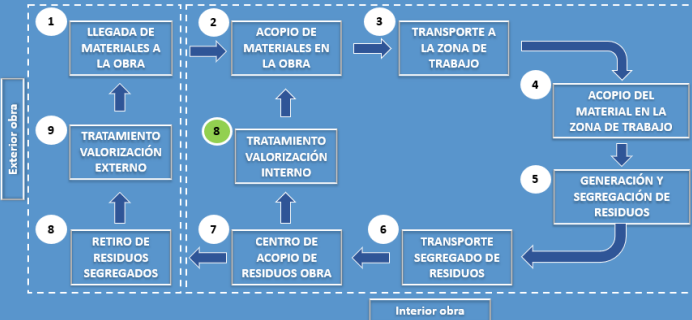 1
LLEGADA DE
MATERIALES A
LA OBRA
2
ACOPIO DE
MATERIALES EN
LA OBRA
3
TRANSPORTE A
LA ZONA DE
TRABAJO
4
ACOPIO DEL
MATERIAL EN LA
ZONA DE TRABAJO
5
GENERACIÓN Y
SEGREGACIÓN DE
RESIDUOS
6
TRANSPORTE
SEGREGADO DE
RESIDUOS
7
CENTRO DE
ACOPIO DE
RESIDUOS OBRA
8
TRATAMIENTO
VALORIZACIÓN
INTERNO
8
RETIRO DE
RESIDUOS
SEGREGADOS
9
TRATAMIENTO
VALORIZACIÓN
EXTERNO
Exterior obra
Interior obra